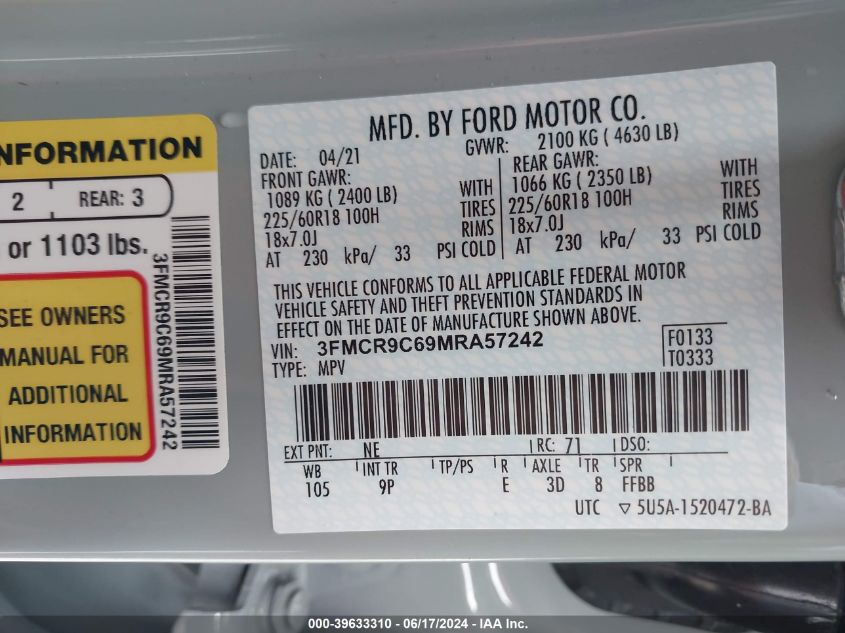 NFORMATION
2 REAR: 3
or 1103 lbs.
SEE OWNERS
MANUAL FOR
ADDITIONAL
INFORMATION
3FMCR9C69MRA57242
MFD. BY FORD MOTOR CO.
DATE: 04/21 GVWR: 2100 KG ( 4630 LB)
FRONT GAWR: REAR GAWR:
1089 KG ( 2400 LB) WITH 1066 KG ( 2350 LB) WITH
225/60R18 100H TIRES 225/60R18 100H TIRES
18x7.0J RIMS 18x7.0J RIMS
AT 230 kPa/ 33 PSI COLD AT 230 kPa/ 33 PSI COLD
THIS VEHICLE CONFORMS TO ALL APPLICABLE FEDERAL MOTOR
VEHICLE SAFETY AND THEFT PREVENTION STANDARDS IN
EFFECT ON THE DATE OF MANUFACTURE SHOWN ABOVE.
VIN: 3FMCR9C69MRA57242 F0133
TYPE: MPV T0333
EXT PNT: NE RC: 71 DSO:
WB INT TR TP/PS R AXLE TR SPR
105 9P E 3D 8 FFBB
UTC ▽ 5U5A-1520472-BA
000-39633310 - 06/17/2024 - IAA Inc.